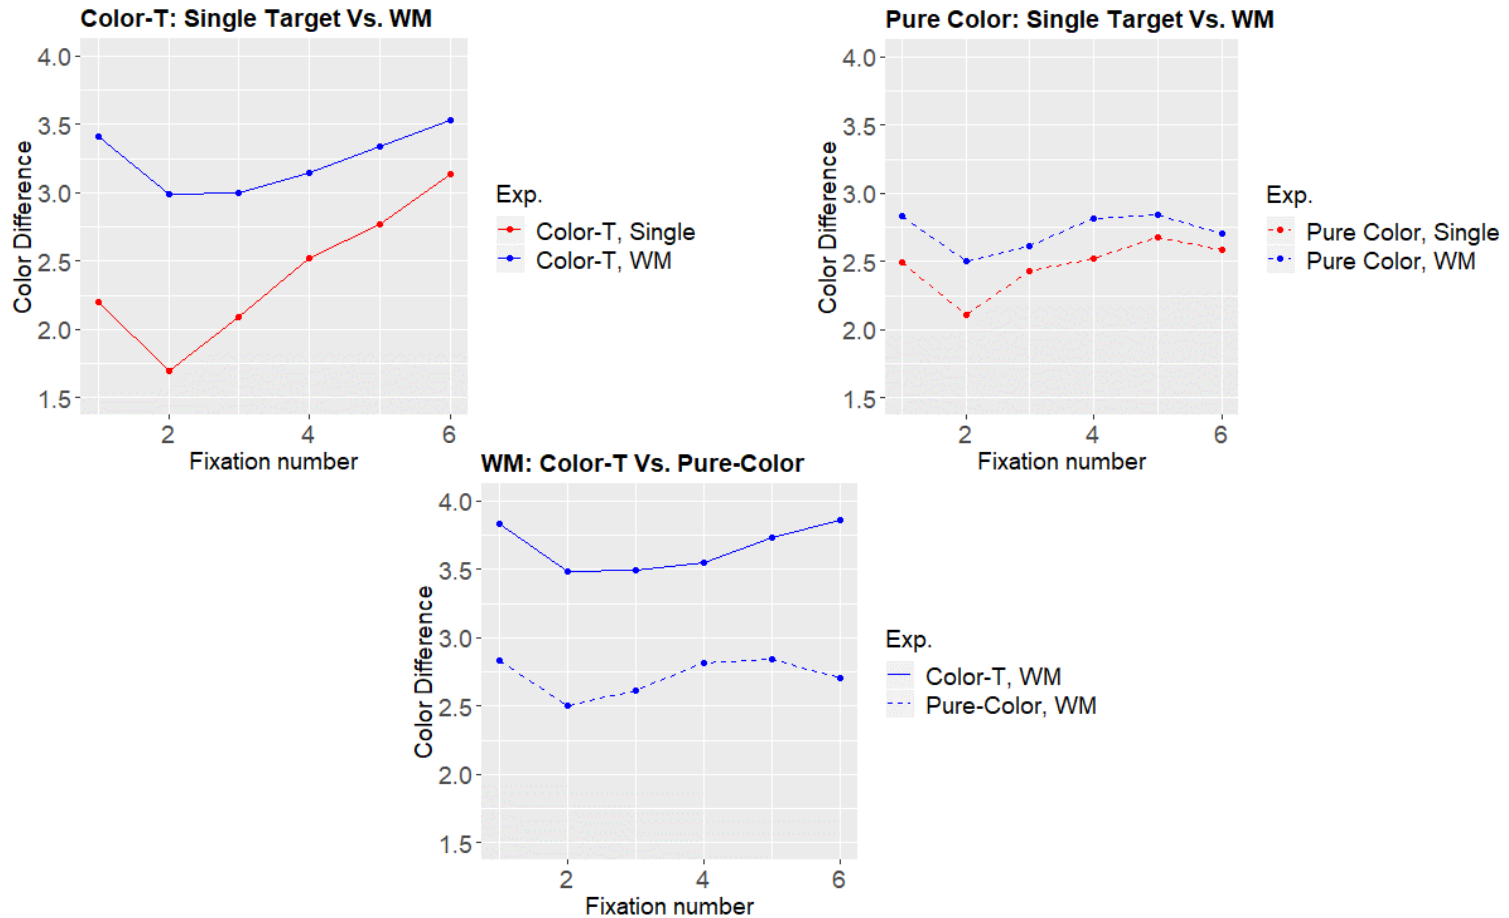 Color-T: Single Target Vs. WM
4.0
3.5
3.0
2.5
2.0
1.5
Color Difference
2 4 6
Fixation number
Exp.
Color-T, Single
Color-T, WM
Pure Color: Single Target Vs. WM
4.0
3.5
3.0
2.5
2.0
1.5
Color Difference
2 4 6
Fixation number
Exp.
Pure Color, Single
Pure Color, WM
WM: Color-T Vs. Pure-Color
4.0
3.5
3.0
2.5
2.0
1.5
Color Difference
2 4 6
Fixation number
Exp.
Color-T, WM
Pure-Color, WM